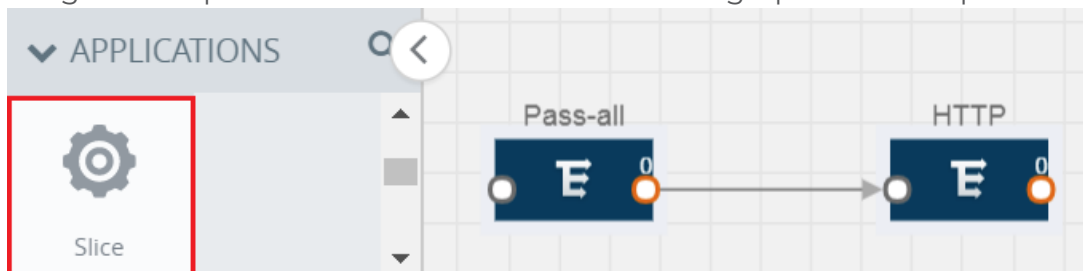 APPLICATIONS
Pass-all
HTTP
0
0
Slice